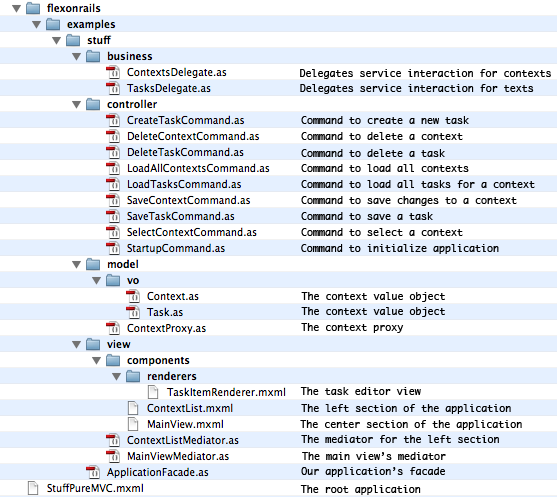 flexonrails
examples
stuff
business
ContextsDelegate.as Delegates service interaction for contexts
TasksDelegate.as Delegates service interaction for texts
controller
CreateTaskCommand.as Command to create a new task
DeleteContextCommand.as Command to delete a context
DeleteTaskCommand.as Command to delete a task
LoadAllContextsCommand.as Command to load all contexts
LoadTasksCommand.as Command to load all tasks for a context
SaveContextCommand.as Command to save changes to a context
SaveTaskCommand.as Command to save a task
SelectContextCommand.as Command to select a context
StartupCommand.as Command to initialize application
model
vo
Context.as The context value object
Task.as The context value object
ContextProxy.as The context proxy
view
components
renderers
TaskItemRenderer.mxml The task editor view
ContextList.mxml The left section of the application
MainView.mxml The center section of the application
ContextListMediator.as The mediator for the left section
MainViewMediator.as The main view's mediator
ApplicationFacade.as Our application's facade
StuffPureMVC.mxml The root application